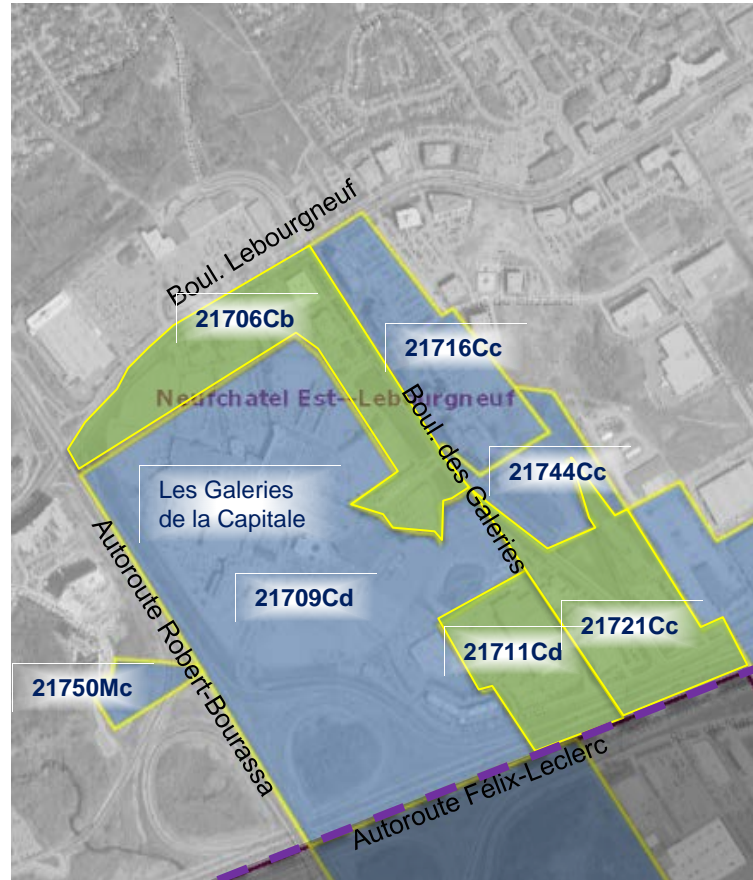 Boul. Lebourgneuf
21706Cb
21716Cc
Neufchatel Est--Lebourgneuf
Boul. des Galeries
21744Cc
Les Galeries
de la Capitale
Autoroute Robert-Bourassa
21709Cd
21711Cd
21721Cc
21750Mc
Autoroute Félix-Leclerc